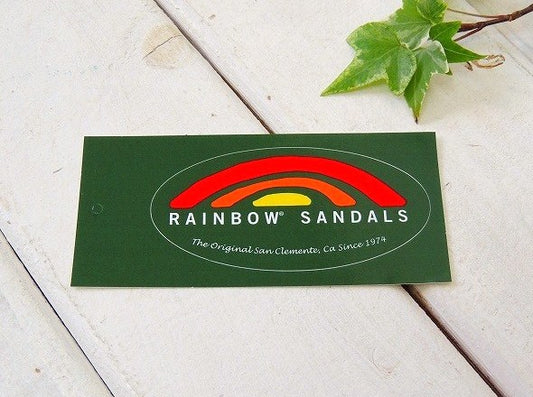 RAINBOW® SANDALS
The Original San Clemente, Ca Since 1974